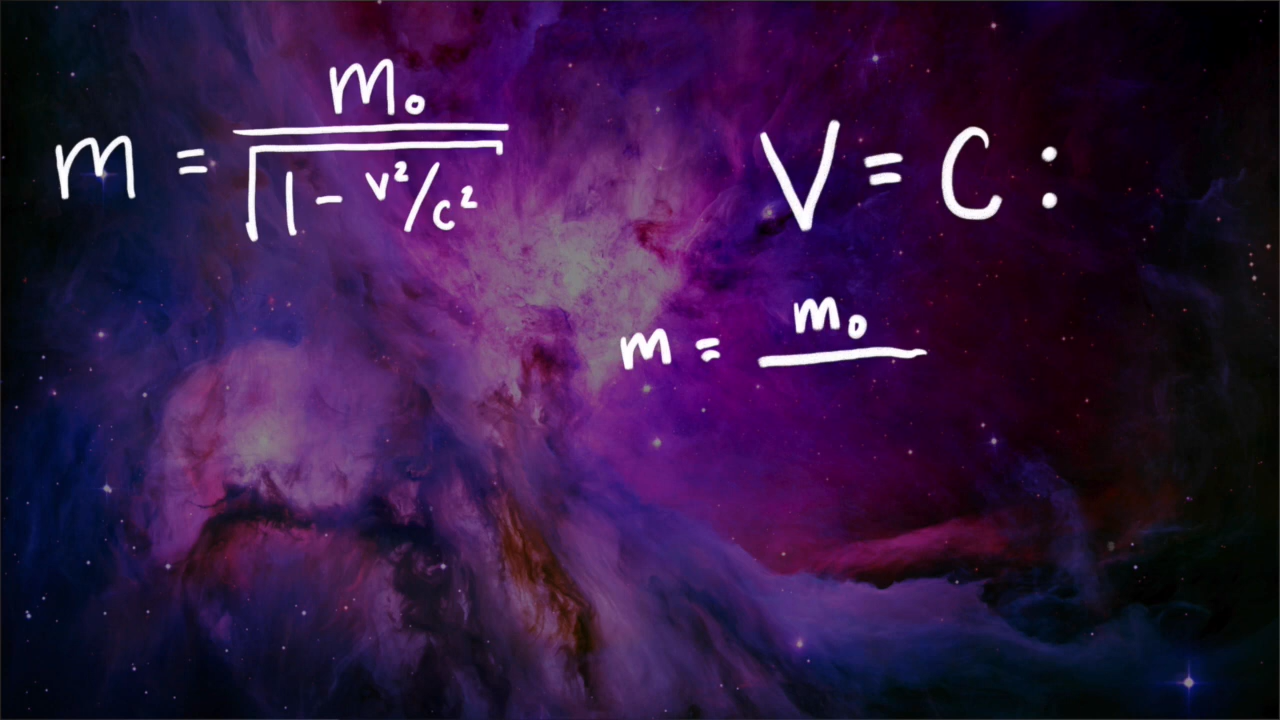 m = m₀ / √(1 - v²/c²)
V = C :
m = m₀ /